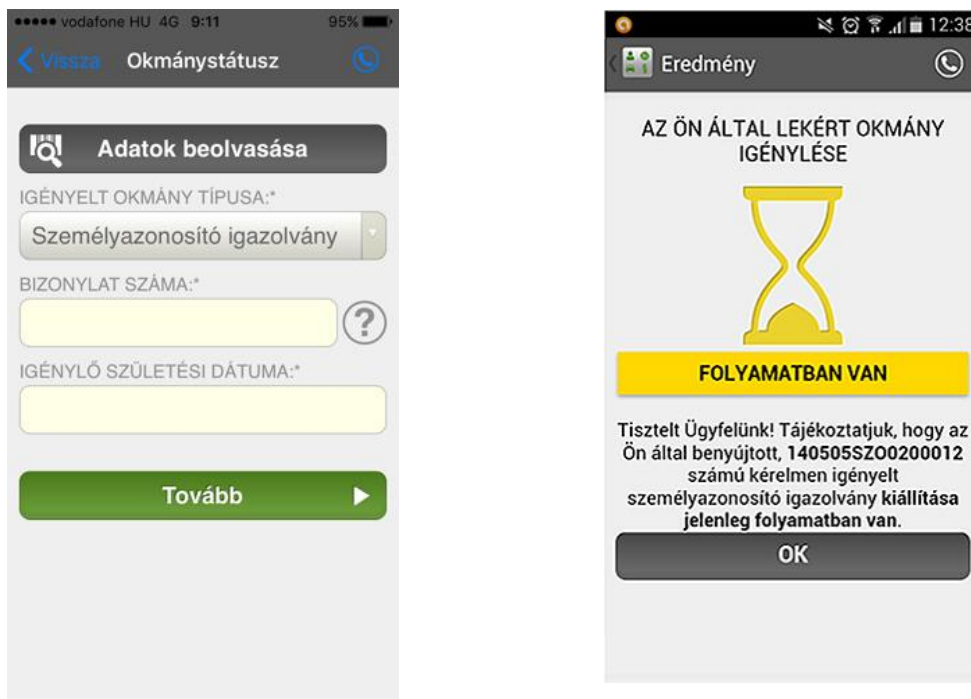 vodafone HU 4G 9:11 95%
Vissza Okmánystátusz
Adatok beolvasása
IGÉNYELT OKMÁNY TÍPUSA:*
Személyazonosító igazolvány
BIZONYLAT SZÁMA:*
?
IGÉNYLŐ SZÜLETÉSI DÁTUMA:*
Tovább
12:38
Eredmény
AZ ÖN ÁLTAL LEKÉRT OKMÁNY
IGÉNYLÉSE
FOLYAMATBAN VAN
Tisztelt Ügyfelünk! Tájékoztatjuk, hogy az
Ön által benyújtott, 140505SZO0200012
számú kérelmen igényelt
személyazonosító igazolvány kiállítása
jelenleg folyamatban van.
OK